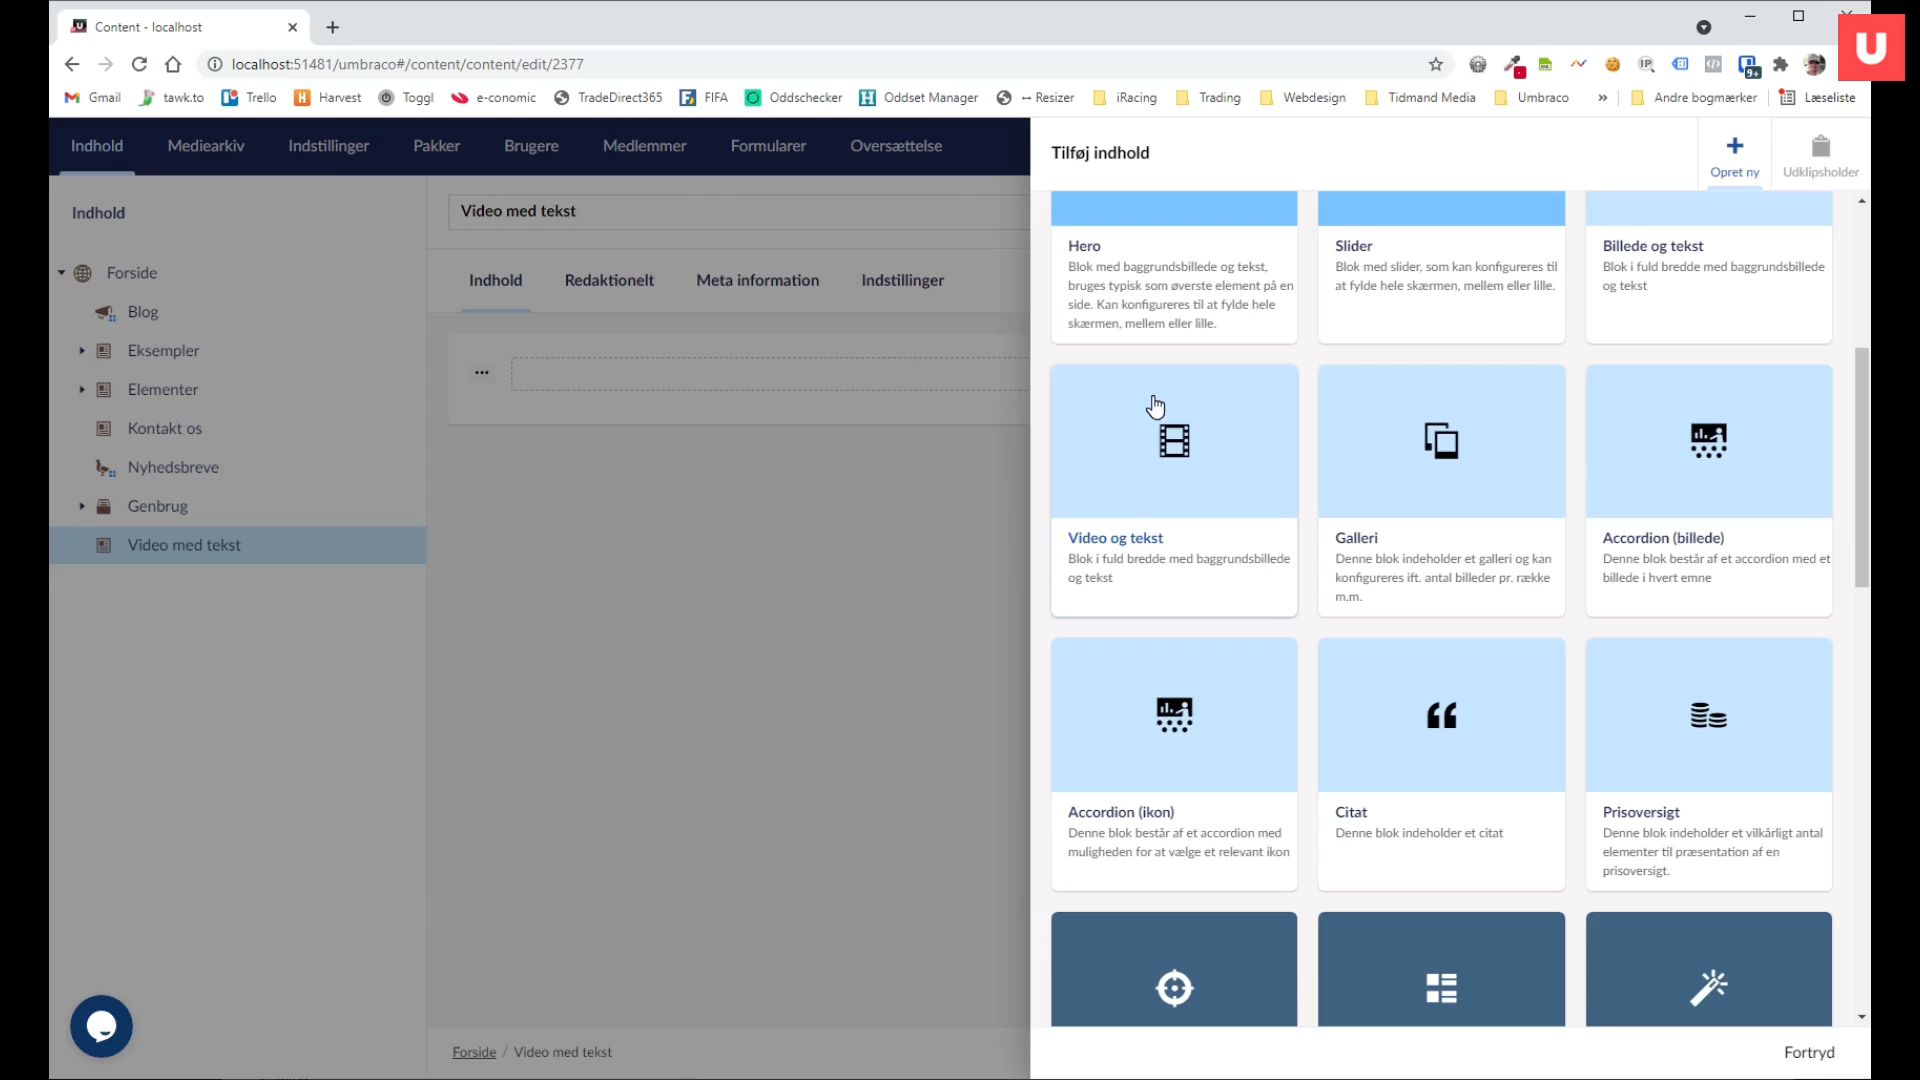 Content - localhost
U
localhost:51481/umbraco#/content/content/edit/2377
IP
9+
Gmail tawk.to Trello Harvest Toggl e-conomic TradeDirect365 FIFA Oddschecker Oddset Manager ↔ Resizer iRacing Trading Webdesign Tidmand Media Umbraco » Andre bogmærker Læseliste
Indhold Mediearkiv Indstillinger Pakker Brugere Medlemmer Formularer Oversættelse
Indhold
Forside
Blog
Eksempler
Elementer
Kontakt os
Nyhedsbreve
Genbrug
Video med tekst
Video med tekst
Indhold Redaktionelt Meta information Indstillinger
Forside / Video med tekst
Tilføj indhold
Opret ny
Udklipsholder
Hero
Blok med baggrundsbillede og tekst,
bruges typisk som øverste element på en
side. Kan konfigureres til at fylde hele
skærmen, mellem eller lille.
Slider
Blok med slider, som kan konfigureres til
at fylde hele skærmen, mellem eller lille.
Billede og tekst
Blok i fuld bredde med baggrundsbillede
og tekst
Video og tekst
Blok i fuld bredde med baggrundsbillede
og tekst
Galleri
Denne blok indeholder et galleri og kan
konfigureres ift. antal billeder pr. række
m.m.
Accordion (billede)
Denne blok består af et accordion med et
billede i hvert emne
Accordion (ikon)
Denne blok består af et accordion med
muligheden for at vælge et relevant ikon
Citat
Denne blok indeholder et citat
Prisoversigt
Denne blok indeholder et vilkårligt antal
elementer til præsentation af en
prisoversigt.
Fortryd